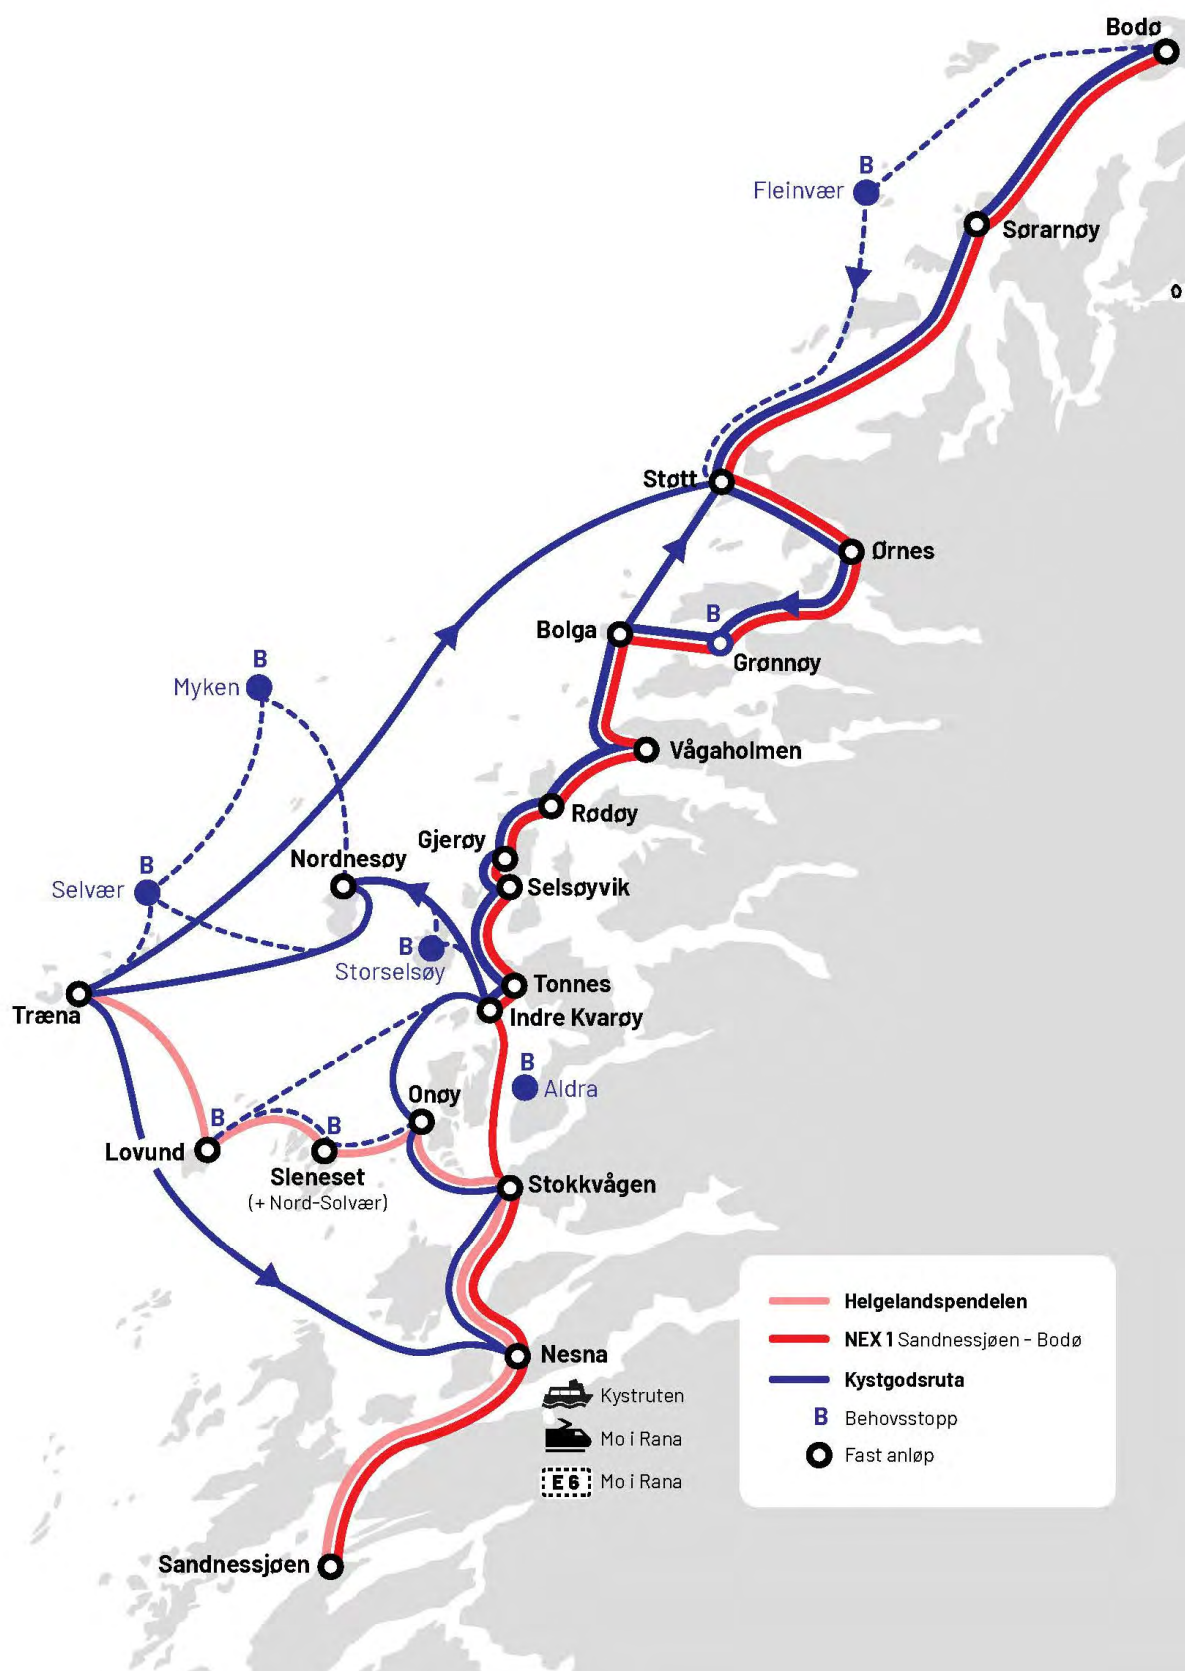 Bodø
B
Fleinvær
Sørarnøy
Støtt
Ørnes
B
Bolga
Grønnøy
B
Myken
Vågaholmen
Rødøy
Gjerøy
Nordnesøy
B
Selvær
Selsøyvik
B
Storselsøy
Tonnes
Træna
Indre Kvarøy
B
Aldra
Onøy
B
B
Lovund
Sleneset
(+ Nord-Solvær)
Stokkvågen
Nesna
Kystruten
Mo i Rana
E 6 Mo i Rana
Sandnessjøen
Helgelandspendelen
NEX 1 Sandnessjøen - Bodø
Kystgodsruta
B Behovsstopp
Fast anløp